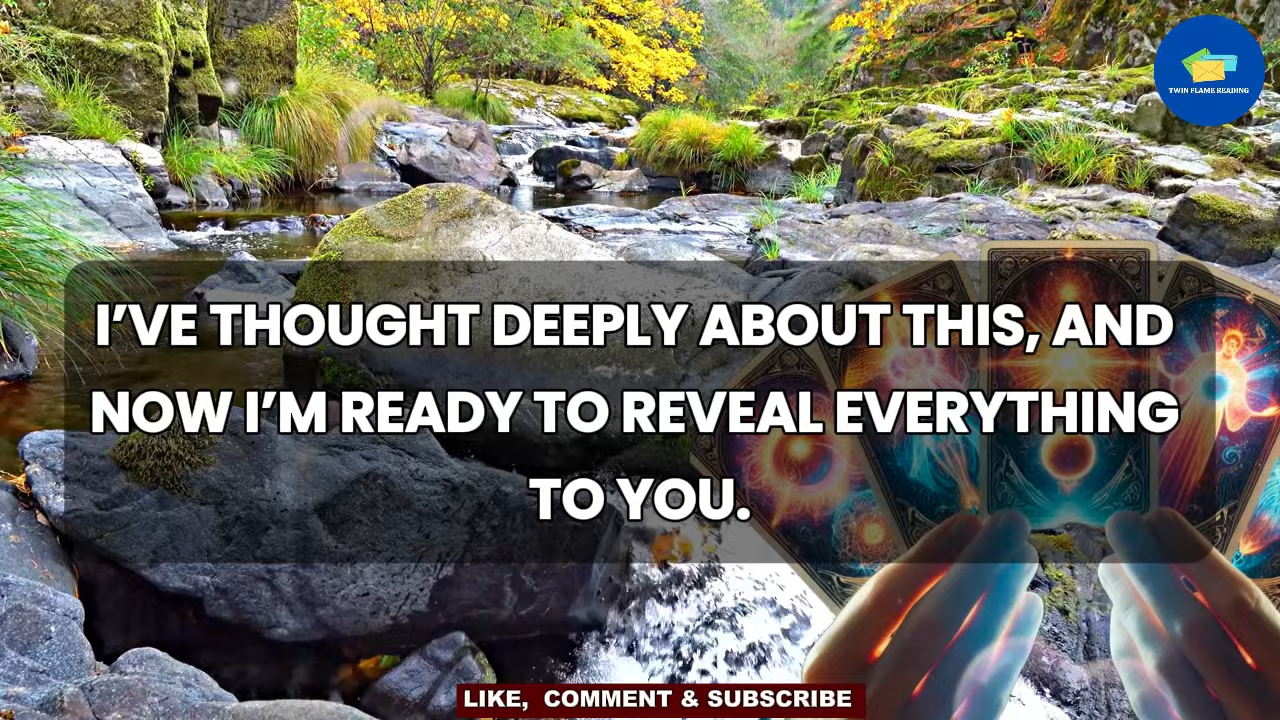 TWIN FLAME READING
I’VE THOUGHT DEEPLY ABOUT THIS, AND
NOW I’M READY TO REVEAL EVERYTHING
TO YOU.
LIKE, COMMENT & SUBSCRIBE